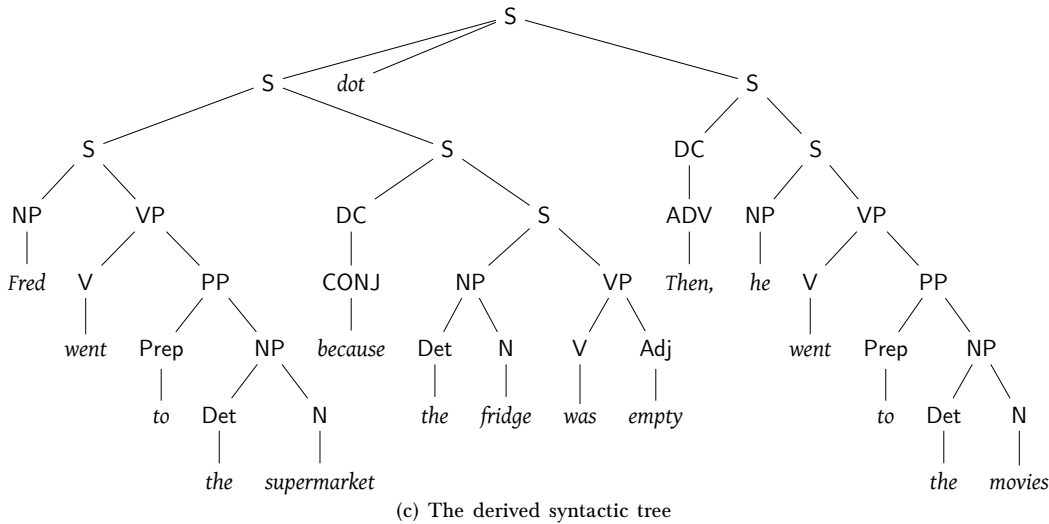 S
S dot S
S S DC S
NP VP DC S ADV NP VP
Fred V PP CONJ NP VP Then, he V PP
went Prep NP because Det N V Adj went Prep NP
to Det N the fridge was empty to Det N
the supermarket the movies
(c) The derived syntactic tree